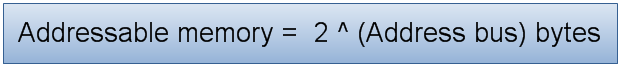 Addressable memory =  2 ^ (Address bus) bytes